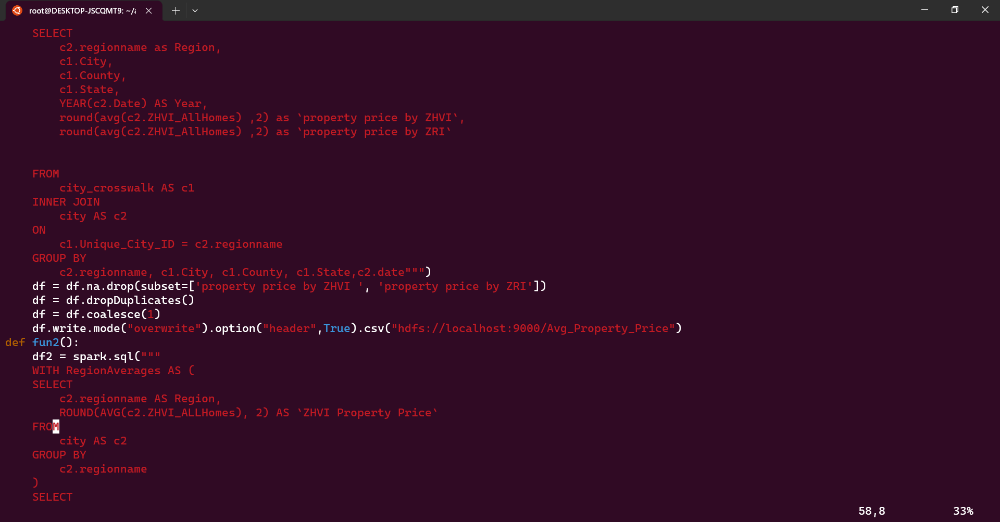 root@DESKTOP-JSCQMT9: ~/a
SELECT
c2.regionname as Region,
c1.City,
c1.County,
c1.State,
YEAR(c2.Date) AS Year,
round(avg(c2.ZHVI_AllHomes) ,2) as `property price by ZHVI`,
round(avg(c2.ZHVI_AllHomes) ,2) as `property price by ZRI`
FROM
city_crosswalk AS c1
INNER JOIN
city AS c2
ON
c1.Unique_City_ID = c2.regionname
GROUP BY
c2.regionname, c1.City, c1.County, c1.State,c2.date""")
df = df.na.drop(subset=['property price by ZHVI ', 'property price by ZRI'])
df = df.dropDuplicates()
df = df.coalesce(1)
df.write.mode("overwrite").option("header",True).csv("hdfs://localhost:9000/Avg_Property_Price")
def fun2():
df2 = spark.sql("""
WITH RegionAverages AS (
SELECT
c2.regionname AS Region,
ROUND(AVG(c2.ZHVI_ALLHomes), 2) AS `ZHVI Property Price`
FROM
city AS c2
GROUP BY
c2.regionname
)
SELECT
58,8 33%